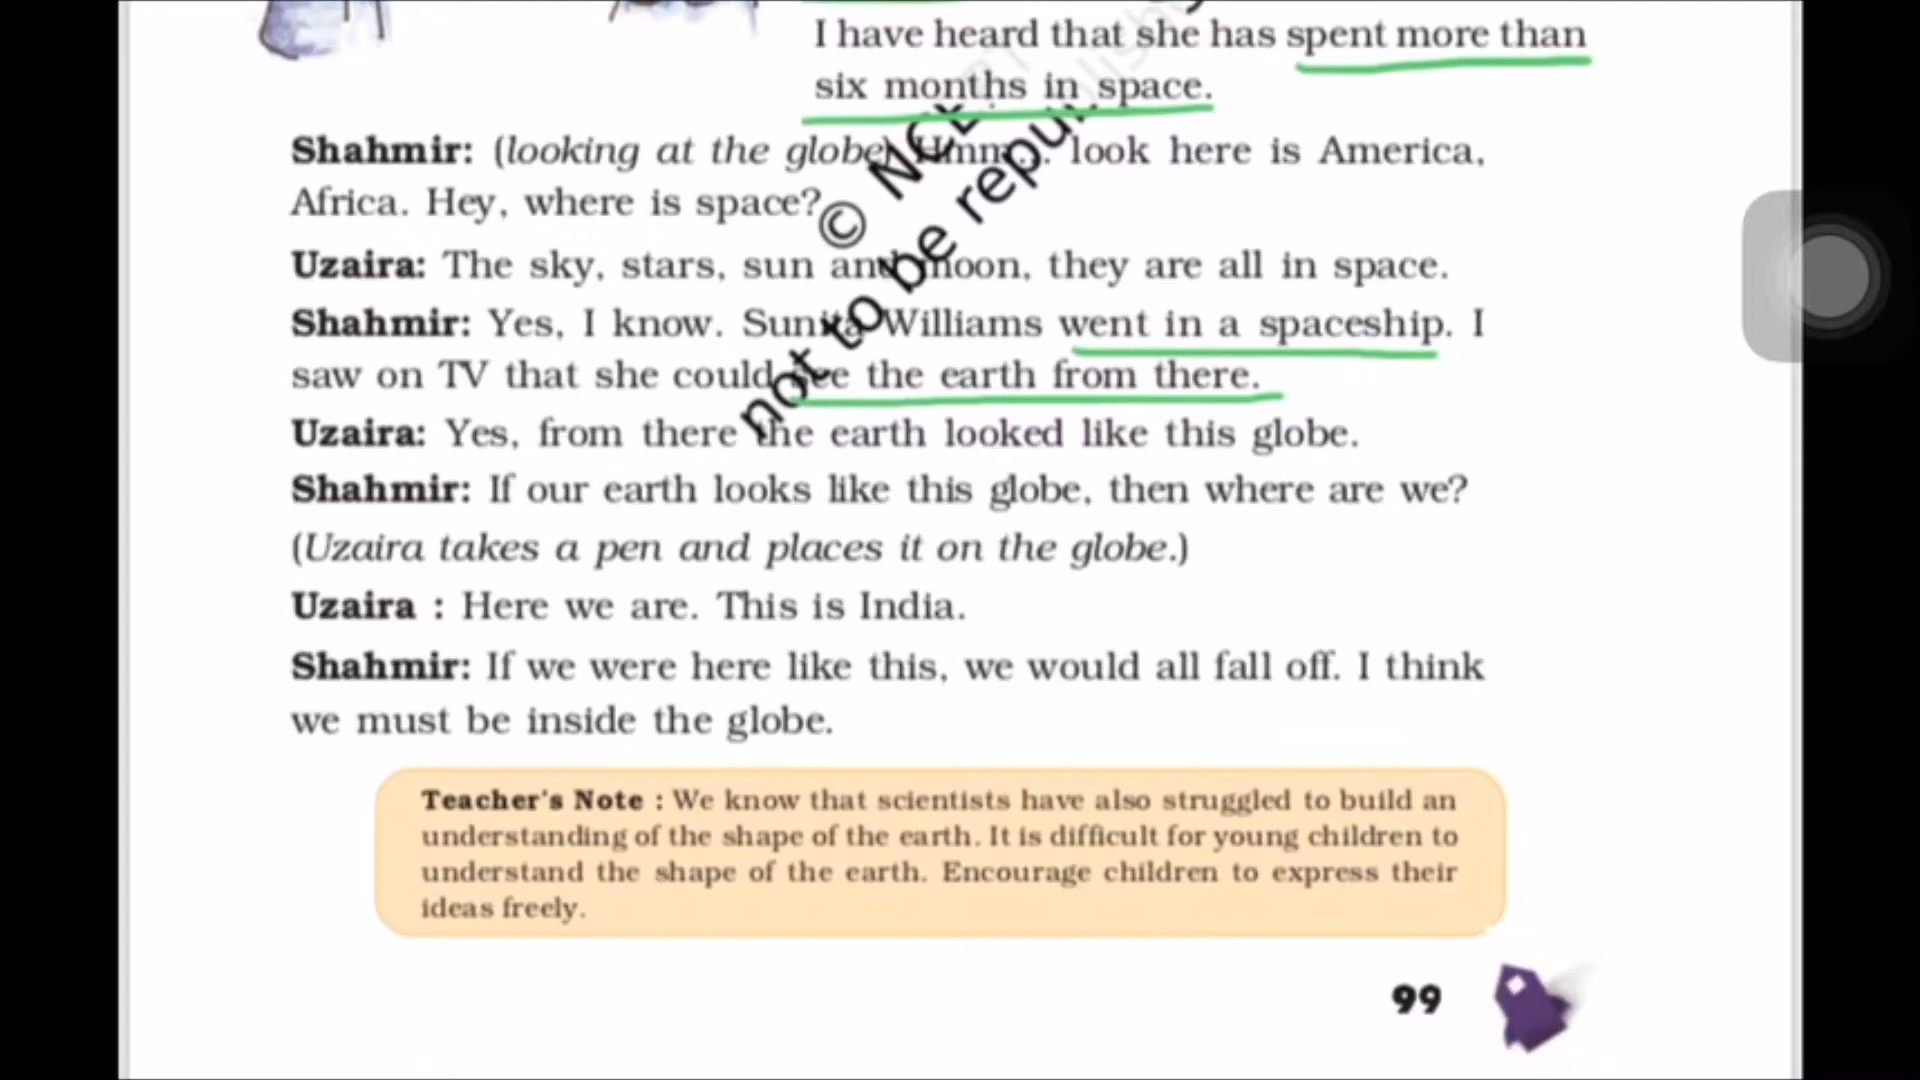 I have heard that she has spent more than
six months in space.
Shahmir: (looking at the globe) Hmm... look here is America,
Africa. Hey, where is space?
Uzaira: The sky, stars, sun and moon, they are all in space.
Shahmir: Yes, I know. Sunita Williams went in a spaceship. I
saw on TV that she could see the earth from there.
Uzaira: Yes, from there the earth looked like this globe.
Shahmir: If our earth looks like this globe, then where are we?
(Uzaira takes a pen and places it on the globe.)
Uzaira : Here we are. This is India.
Shahmir: If we were here like this, we would all fall off. I think
we must be inside the globe.
Teacher's Note : We know that scientists have also struggled to build an
understanding of the shape of the earth. It is difficult for young children to
understand the shape of the earth. Encourage children to express their
ideas freely.
99
©
not to be